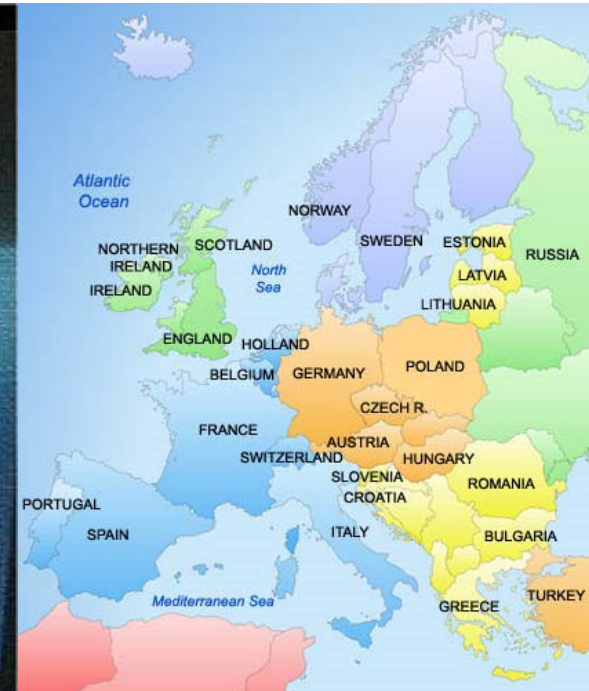 Atlantic
Ocean
NORWAY
SWEDEN
ESTONIA
RUSSIA
LATVIA
LITHUANIA
NORTHERN
IRELAND
SCOTLAND
IRELAND
North
Sea
ENGLAND
HOLLAND
BELGIUM
GERMANY
POLAND
CZECH R.
FRANCE
AUSTRIA
SWITZERLAND
HUNGARY
SLOVENIA
CROATIA
ROMANIA
PORTUGAL
SPAIN
ITALY
BULGARIA
Mediterranean Sea
GREECE
TURKEY